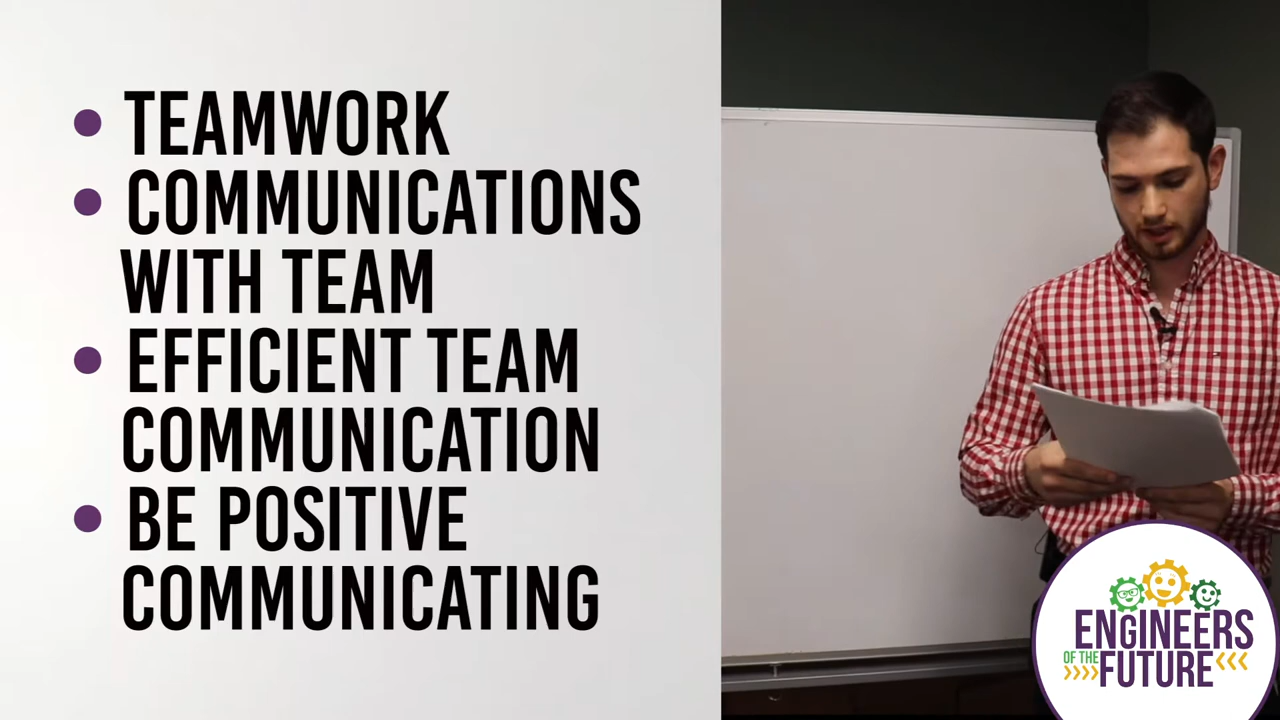 • TEAMWORK
• COMMUNICATIONS
WITH TEAM
• EFFICIENT TEAM
COMMUNICATION
• BE POSITIVE
COMMUNICATING
ENGINEERS
OF THE
FUTURE